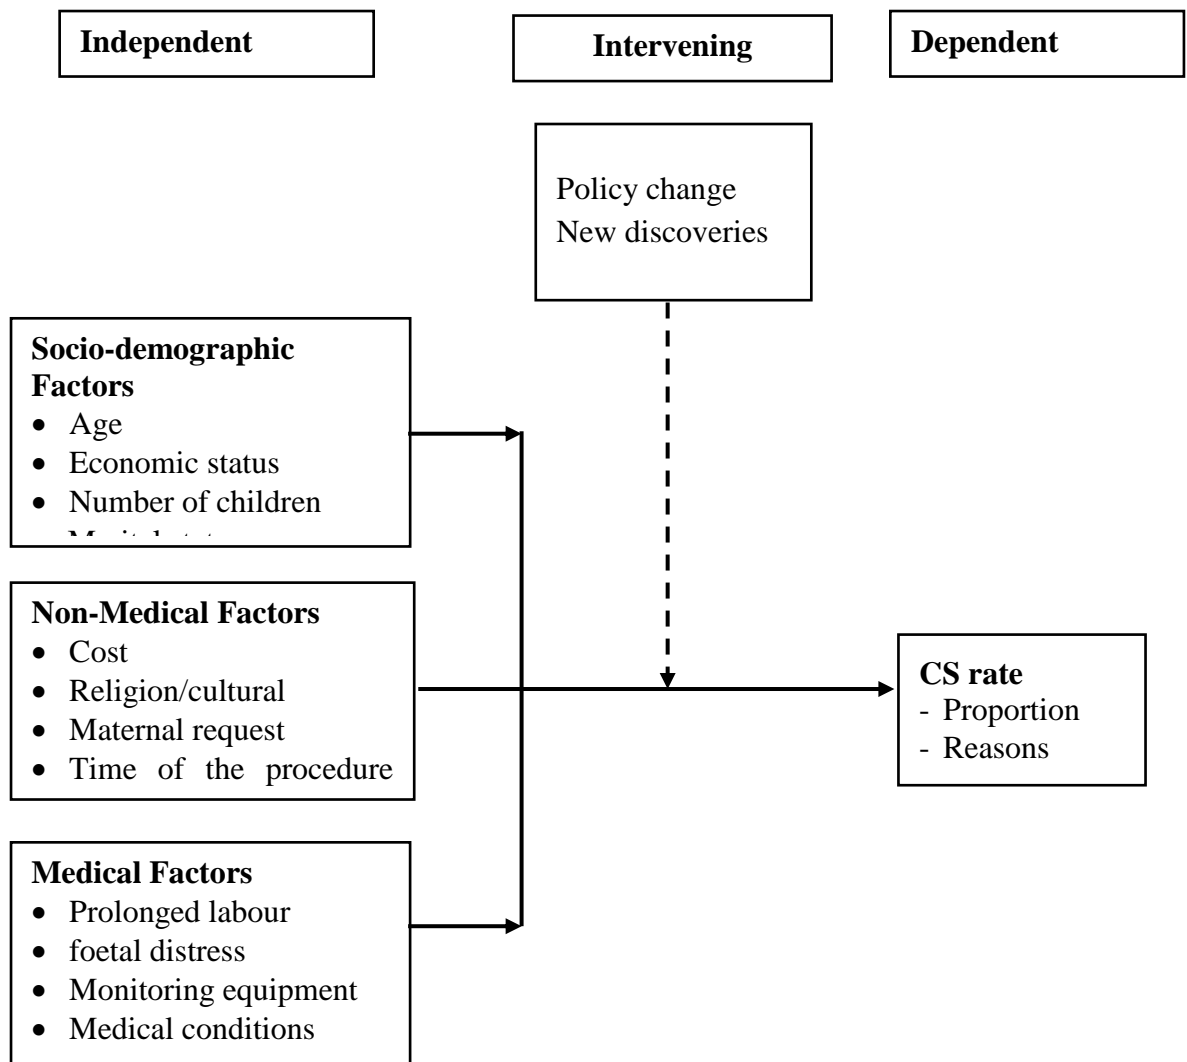 Independent
Intervening
Dependent
Policy change
New discoveries
Socio-demographic
Factors
• Age
• Economic status
• Number of children
Non-Medical Factors
• Cost
• Religion/cultural
• Maternal request
• Time of the procedure
CS rate
- Proportion
- Reasons
Medical Factors
• Prolonged labour
• foetal distress
• Monitoring equipment
• Medical conditions